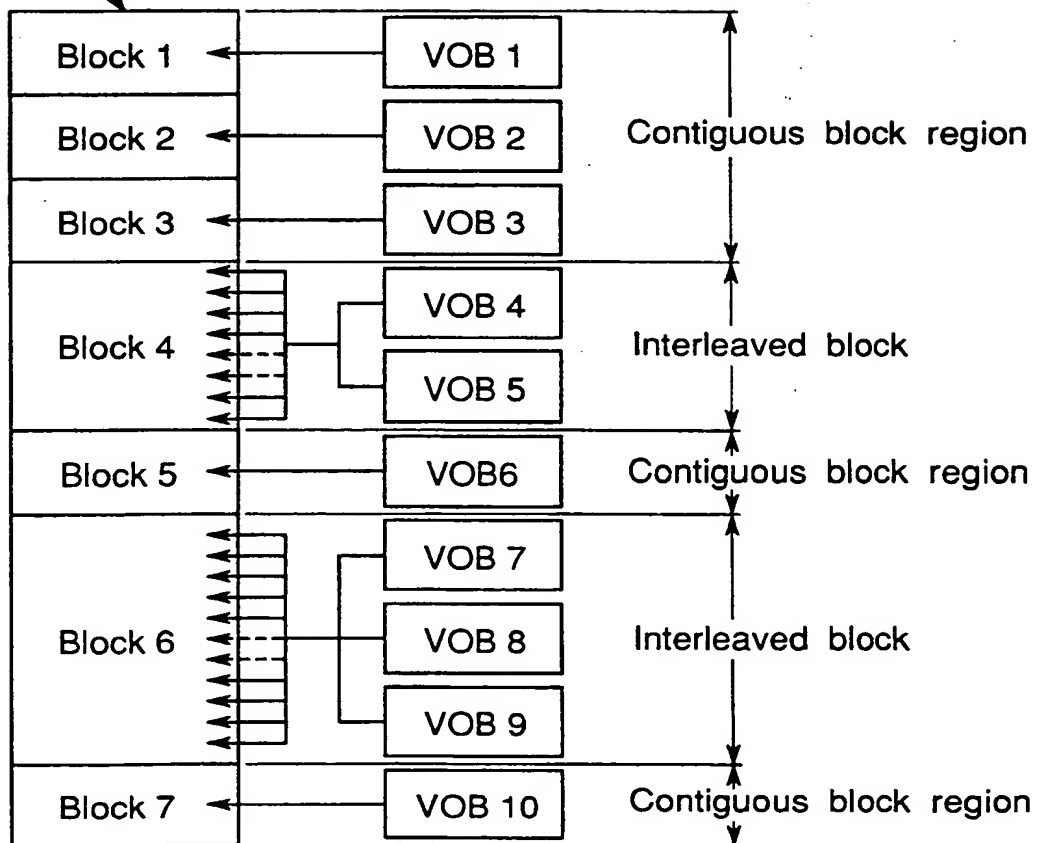 Block 1
VOB 1
Block 2
VOB 2
Contiguous block region
Block 3
VOB 3
VOB 4
Block 4
Interleaved block
VOB 5
Block 5
VOB6
Contiguous block region
VOB 7
Block 6
VOB 8
Interleaved block
VOB 9
Block 7
VOB 10
Contiguous block region